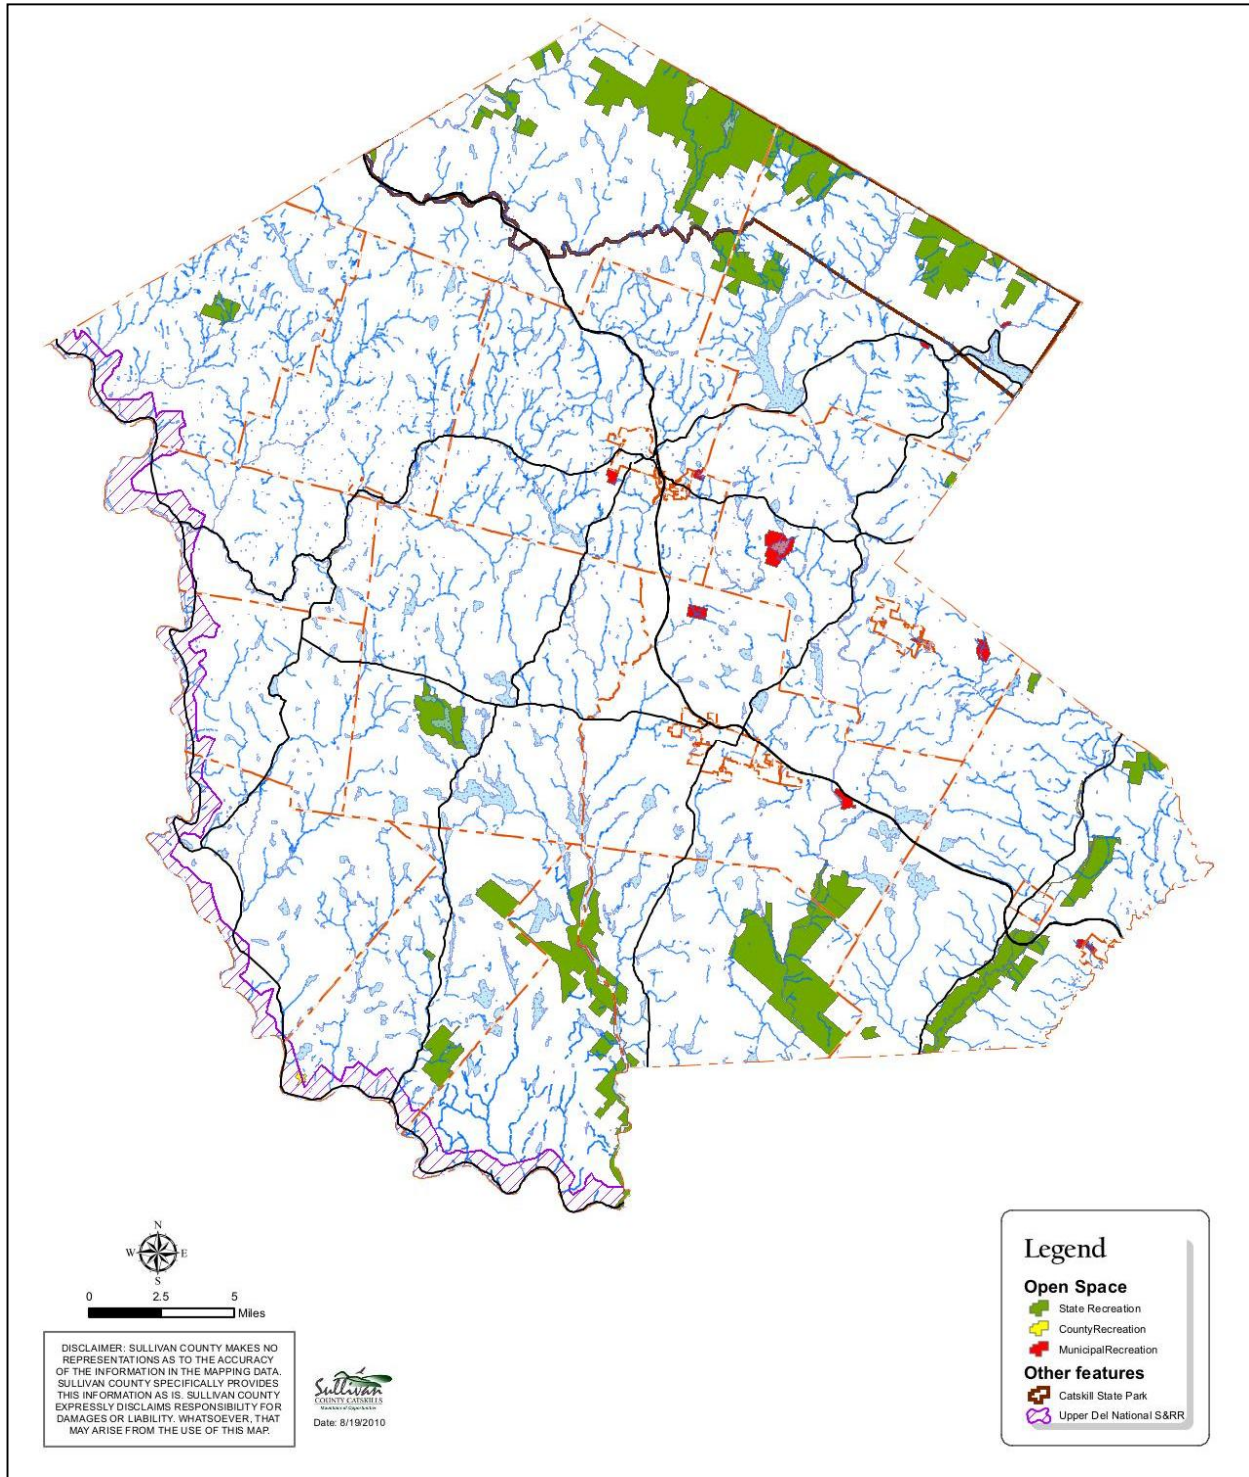 N
W
E
S
0 2.5 5
Miles
DISCLAIMER: SULLIVAN COUNTY MAKES NO
REPRESENTATIONS AS TO THE ACCURACY
OF THE INFORMATION IN THE MAPPING DATA.
SULLIVAN COUNTY SPECIFICALLY PROVIDES
THIS INFORMATION AS IS. SULLIVAN COUNTY
EXPRESSLY DISCLAIMS RESPONSIBILITY FOR
DAMAGES OR LIABILITY. WHATSOEVER, THAT
MAY ARISE FROM THE USE OF THIS MAP.
Sullivan
COUNTY CATSKILLS
Mountains of Opportunities
Date: 8/19/2010
Legend
Open Space
State Recreation
CountyRecreation
MunicipalRecreation
Other features
Catskill State Park
Upper Del National S&RR